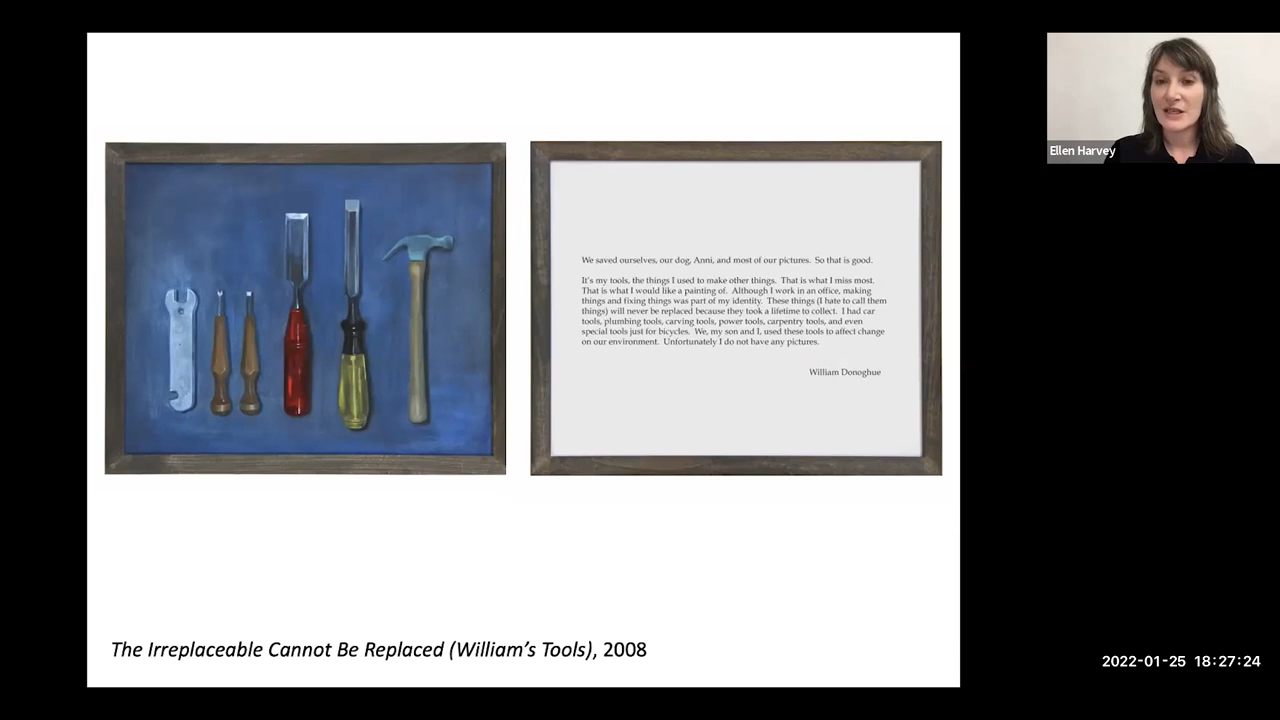 We saved ourselves, our dog, Anni, and most of our pictures.  So that is good.
It's my tools, the things I used to make other things.  That is what I miss most.
That is what I would like a painting of.  Although I work in an office, making
things and fixing things was part of my identity.  These things (I hate to call them
things) will never be replaced because they took a lifetime to collect.  I had car
tools, plumbing tools, carving tools, power tools, carpentry tools, and even
special tools just for bicycles.  We, my son and I, used these tools to affect change
on our environment.  Unfortunately I do not have any pictures.
William Donoghue
The Irreplaceable Cannot Be Replaced (William's Tools), 2008
Ellen Harvey
2022-01-25 18:27:24